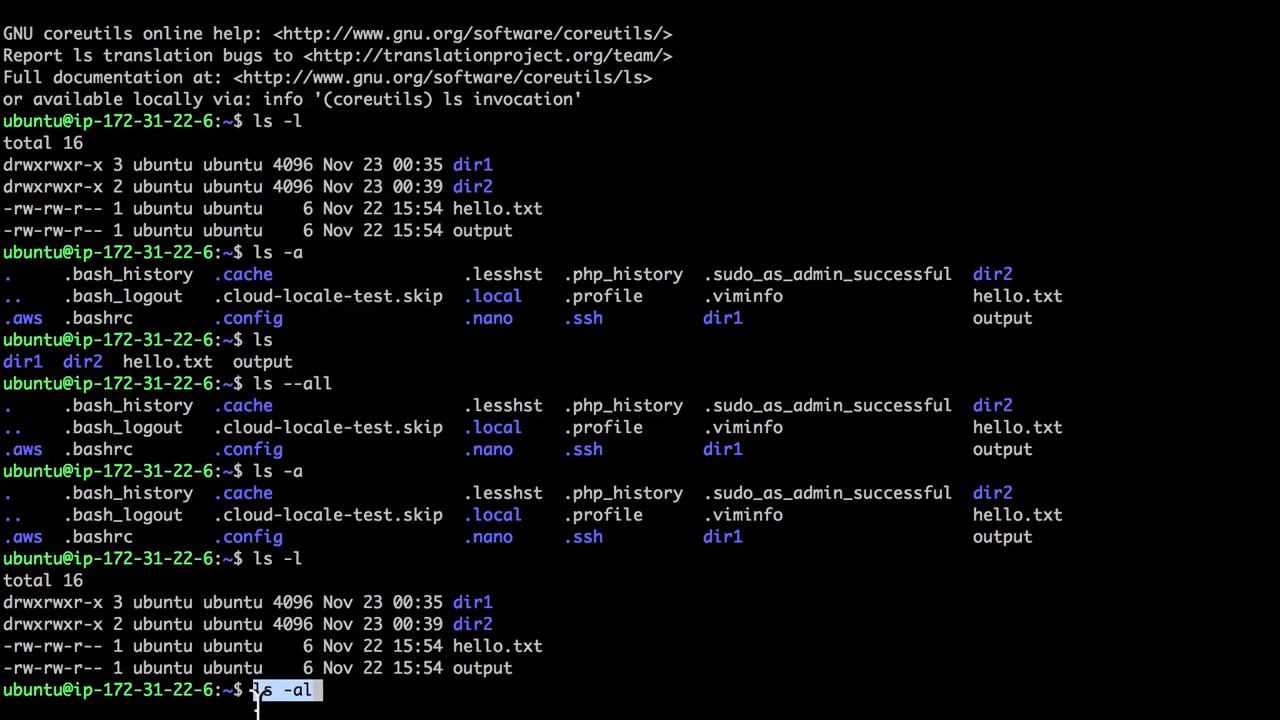 GNU coreutils online help: <http://www.gnu.org/software/coreutils/>
Report ls translation bugs to <http://translationproject.org/team/>
Full documentation at: <http://www.gnu.org/software/coreutils/ls>
or available locally via: info '(coreutils) ls invocation'
ubuntu@ip-172-31-22-6:~$ ls -l
total 16
drwxrwxr-x 3 ubuntu ubuntu 4096 Nov 23 00:35 dir1
drwxrwxr-x 2 ubuntu ubuntu 4096 Nov 23 00:39 dir2
-rw-rw-r-- 1 ubuntu ubuntu    6 Nov 22 15:54 hello.txt
-rw-rw-r-- 1 ubuntu ubuntu    6 Nov 22 15:54 output
ubuntu@ip-172-31-22-6:~$ ls -a
.     .bash_history  .cache                  .lesshst  .php_history  .sudo_as_admin_successful  dir2
..    .bash_logout   .cloud-locale-test.skip  .local    .profile      .viminfo                   hello.txt
.aws  .bashrc        .config                 .nano     .ssh          dir1                       output
ubuntu@ip-172-31-22-6:~$ ls
dir1  dir2  hello.txt  output
ubuntu@ip-172-31-22-6:~$ ls --all
.     .bash_history  .cache                  .lesshst  .php_history  .sudo_as_admin_successful  dir2
..    .bash_logout   .cloud-locale-test.skip  .local    .profile      .viminfo                   hello.txt
.aws  .bashrc        .config                 .nano     .ssh          dir1                       output
ubuntu@ip-172-31-22-6:~$ ls -a
.     .bash_history  .cache                  .lesshst  .php_history  .sudo_as_admin_successful  dir2
..    .bash_logout   .cloud-locale-test.skip  .local    .profile      .viminfo                   hello.txt
.aws  .bashrc        .config                 .nano     .ssh          dir1                       output
ubuntu@ip-172-31-22-6:~$ ls -l
total 16
drwxrwxr-x 3 ubuntu ubuntu 4096 Nov 23 00:35 dir1
drwxrwxr-x 2 ubuntu ubuntu 4096 Nov 23 00:39 dir2
-rw-rw-r-- 1 ubuntu ubuntu    6 Nov 22 15:54 hello.txt
-rw-rw-r-- 1 ubuntu ubuntu    6 Nov 22 15:54 output
ubuntu@ip-172-31-22-6:~$ ls -al